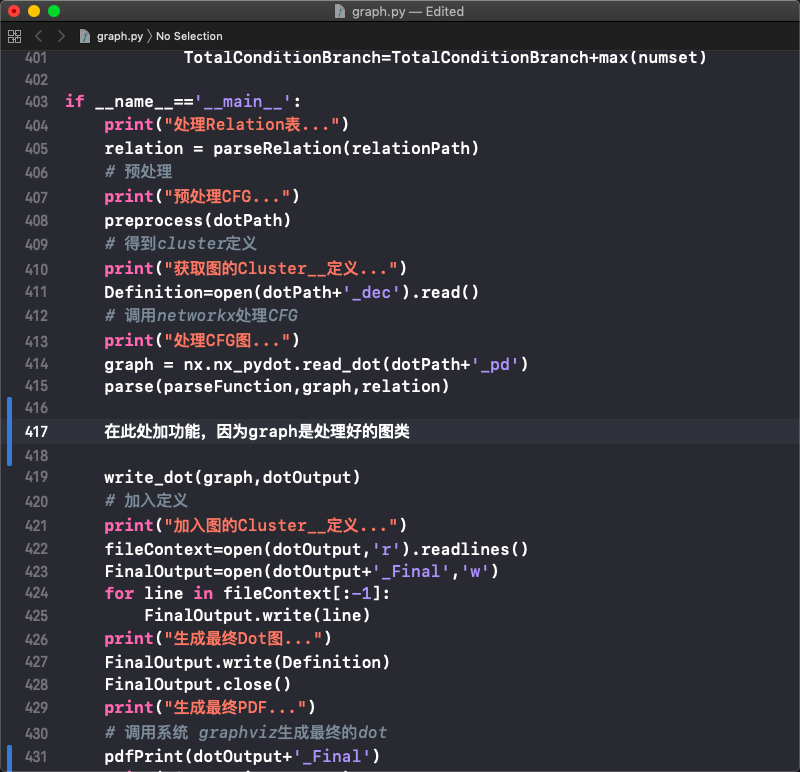 graph.py — Edited
graph.py 〉No Selection
401 TotalConditionBranch=TotalConditionBranch+max(numset)
402
403 if __name__=='__main__':
404 print("处理Relation表...")
405 relation = parseRelation(relationPath)
406 # 预处理
407 print("预处理CFG...")
408 preprocess(dotPath)
409 # 得到cluster定义
410 print("获取图的Cluster__定义...")
411 Definition=open(dotPath+'_dec').read()
412 # 调用networkx处理CFG
413 print("处理CFG图...")
414 graph = nx.nx_pydot.read_dot(dotPath+'_pd')
415 parse(parseFunction,graph,relation)
416
417 在此处加功能，因为graph是处理好的图类
418
419 write_dot(graph,dotOutput)
420 # 加入定义
421 print("加入图的Cluster__定义...")
422 fileContext=open(dotOutput,'r').readlines()
423 FinalOutput=open(dotOutput+'_Final','w')
424 for line in fileContext[:-1]:
425 FinalOutput.write(line)
426 print("生成最终Dot图...")
427 FinalOutput.write(Definition)
428 FinalOutput.close()
429 print("生成最终PDF...")
430 # 调用系统 graphviz生成最终的dot
431 pdfPrint(dotOutput+'_Final')